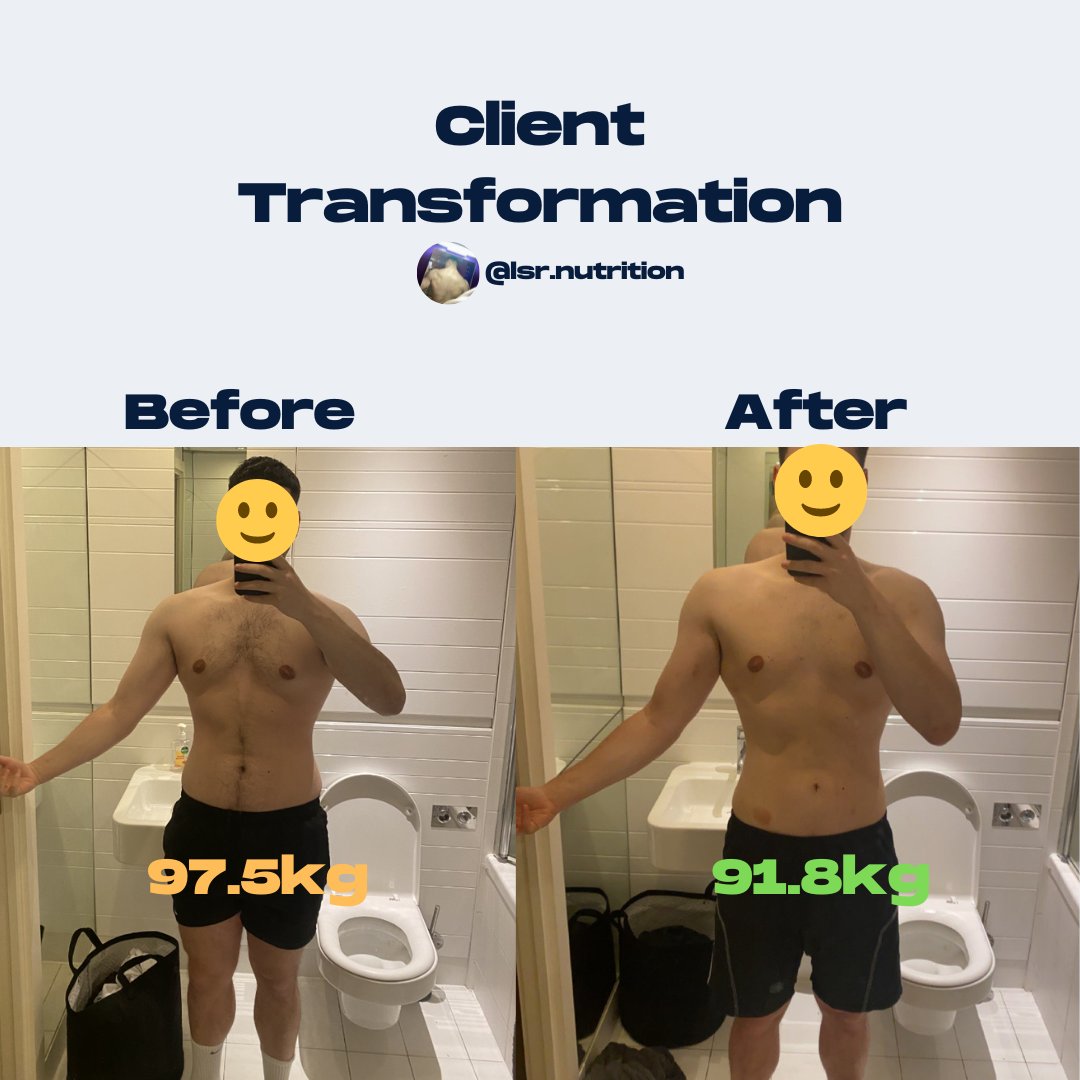 Client
Transformation
@lsr.nutrition
Before
After
97.5kg
91.8kg